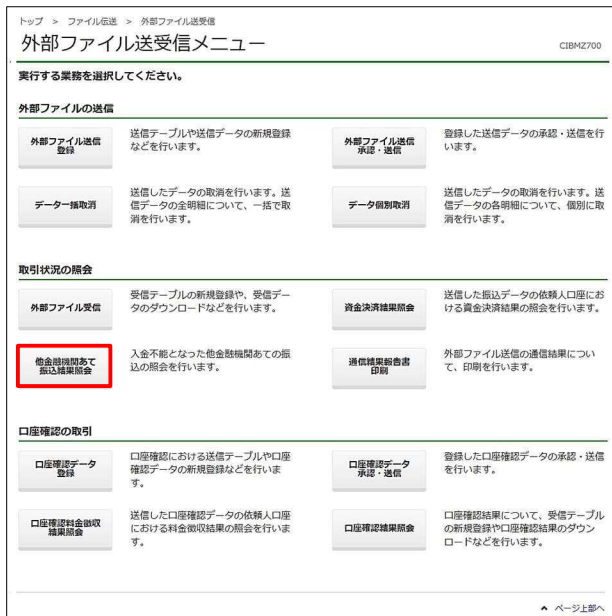 トップ > ファイル伝送 > 外部ファイル送受信
外部ファイル送受信メニュー
CIBMZ700
実行する業務を選択してください。
外部ファイルの送信
外部ファイル送信
登録
送信テーブルや送信データの新規登録
などを行います。
外部ファイル送信
承認・送信
登録した送信データの承認・送信を行
います。
データ一括取消
送信したデータの取消を行います。送
信データの全明細について、一括で取
消を行います。
データ個別取消
送信したデータの取消を行います。送
信データの各明細について、個別に取
消を行います。
取引状況の照会
外部ファイル受信
受信テーブルの新規登録や、受信デー
タのダウンロードなどを行います。
資金決済結果照会
送信した振込データの依頼人口座にお
ける資金決済結果の照会を行います。
他金融機関あて
振込結果照会
入金不能となった他金融機関あての振
込の照会を行います。
通信結果報告書
印刷
外部ファイル送信の通信結果につい
て、印刷を行います。
口座確認の取引
口座確認データ
登録
口座確認における送信テーブルや口座
確認データの新規登録などを行いま
す。
口座確認データ
承認・送信
登録した口座確認データの承認・送信
を行います。
口座確認料金徴収
結果照会
送信した口座確認データの依頼人口座
における料金徴収結果の照会を行いま
す。
口座確認結果照会
口座確認結果について、受信テーブル
の新規登録や口座確認結果のダウン
ロードなどを行います。
ページ上部へ